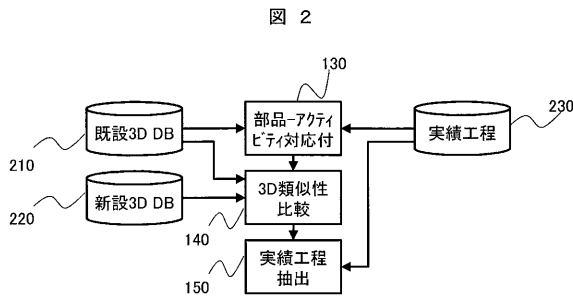 図 2
130
部品-アクティ
ビティ対応付
230
既設3D DB
実績工程
210
新設3D DB
3D類似性
比較
220
140
実績工程
抽出
150